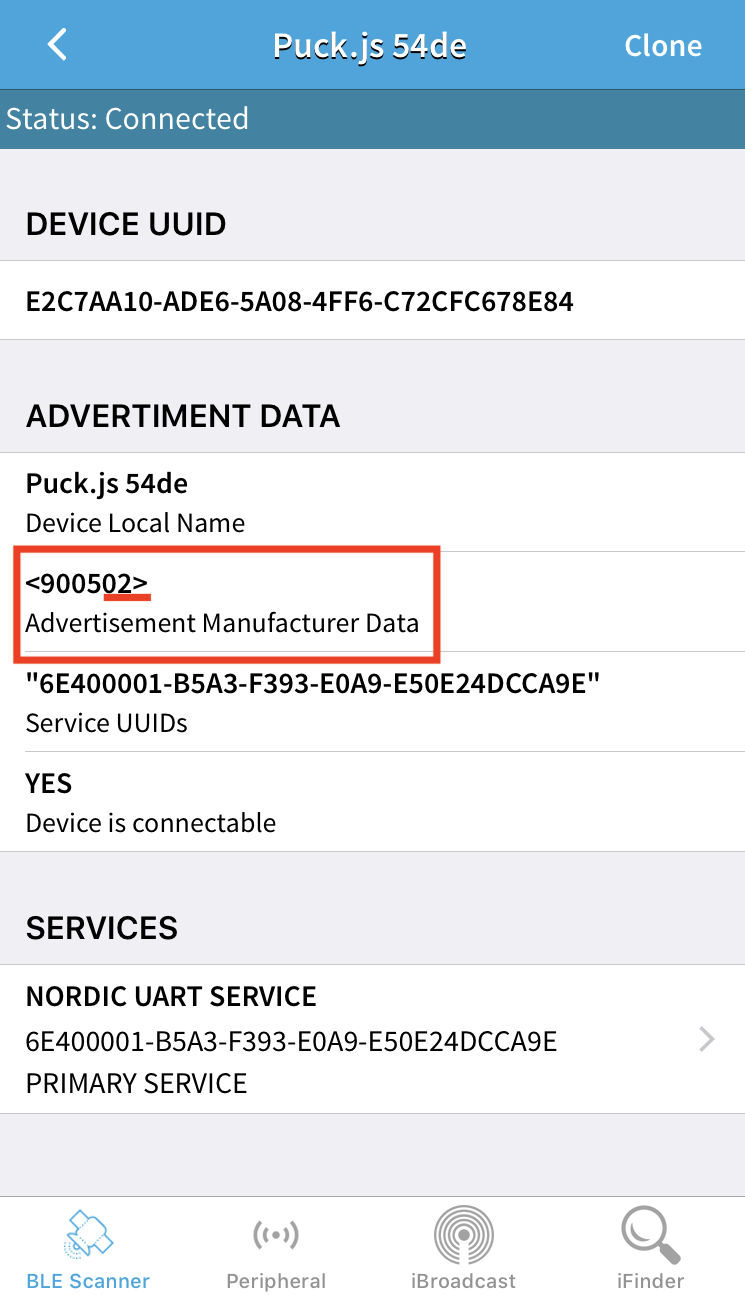 Puck.js 54de
Clone
Status: Connected
DEVICE UUID
E2C7AA10-ADE6-5A08-4FF6-C72CFC678E84
ADVERTIMENT DATA
Puck.js 54de
Device Local Name
<900502>
Advertisement Manufacturer Data
"6E400001-B5A3-F393-E0A9-E50E24DCCA9E"
Service UUIDs
YES
Device is connectable
SERVICES
NORDIC UART SERVICE
6E400001-B5A3-F393-E0A9-E50E24DCCA9E
PRIMARY SERVICE
BLE Scanner
Peripheral
iBroadcast
iFinder